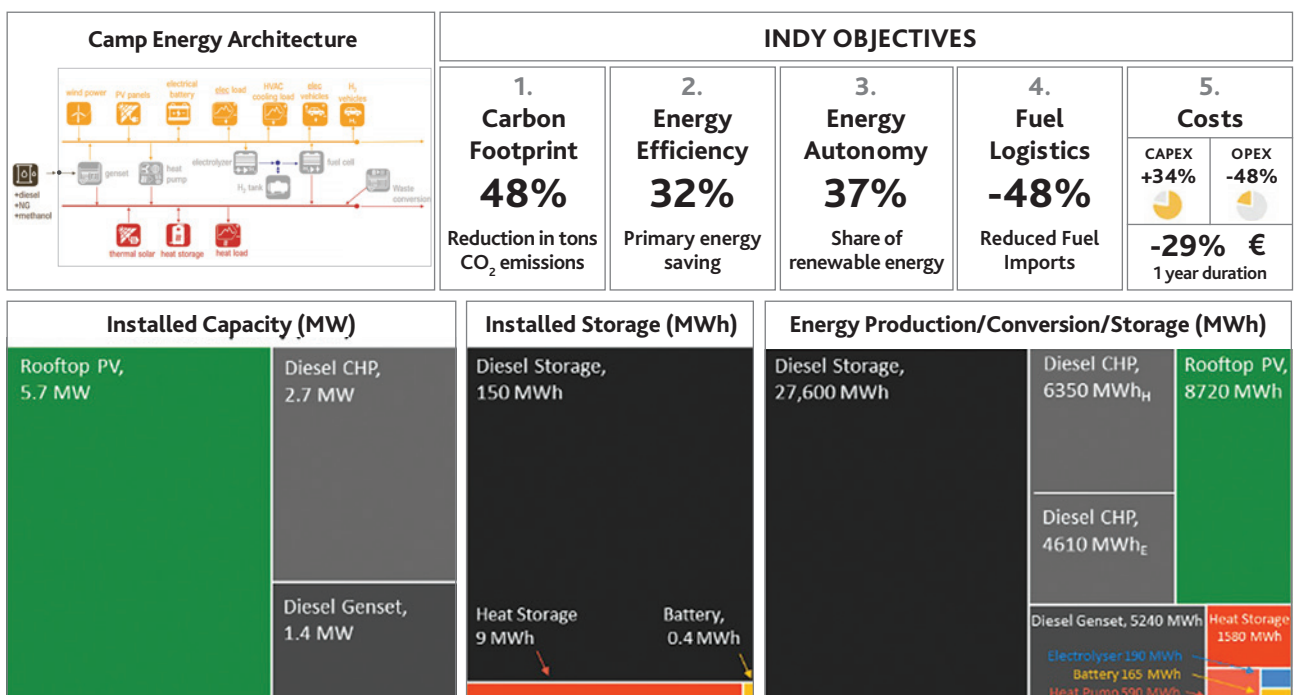 Camp Energy Architecture
wind power
PV panels
electrical
battery
elec load
HVAC
cooling load
elec
vehicles
H2
vehicles
genset
heat
pump
electrolyzer
H2 tank
fuel cell
Waste
conversion
+diesel
+NG
+methanol
thermal solar
heat storage
heat load
INDY OBJECTIVES
1.
Carbon
Footprint
48%
Reduction in tons
CO2 emissions
2.
Energy
Efficiency
32%
Primary energy
saving
3.
Energy
Autonomy
37%
Share of
renewable energy
4.
Fuel
Logistics
-48%
Reduced Fuel
Imports
5.
Costs
CAPEX
+34%
OPEX
-48%
-29% €
1 year duration
Installed Capacity (MW)
Rooftop PV,
5.7 MW
Diesel CHP,
2.7 MW
Diesel Genset,
1.4 MW
Installed Storage (MWh)
Diesel Storage,
150 MWh
Heat Storage
9 MWh
Battery,
0.4 MWh
Energy Production/Conversion/Storage (MWh)
Diesel Storage,
27,600 MWh
Diesel CHP,
6350 MWhH
Rooftop PV,
8720 MWh
Diesel CHP,
4610 MWhE
Diesel Genset, 5240 MWh
Heat Storage
1580 MWh
Electrolyser 190 MWh
Battery 165 MWh
Heat Pump 590 MWh